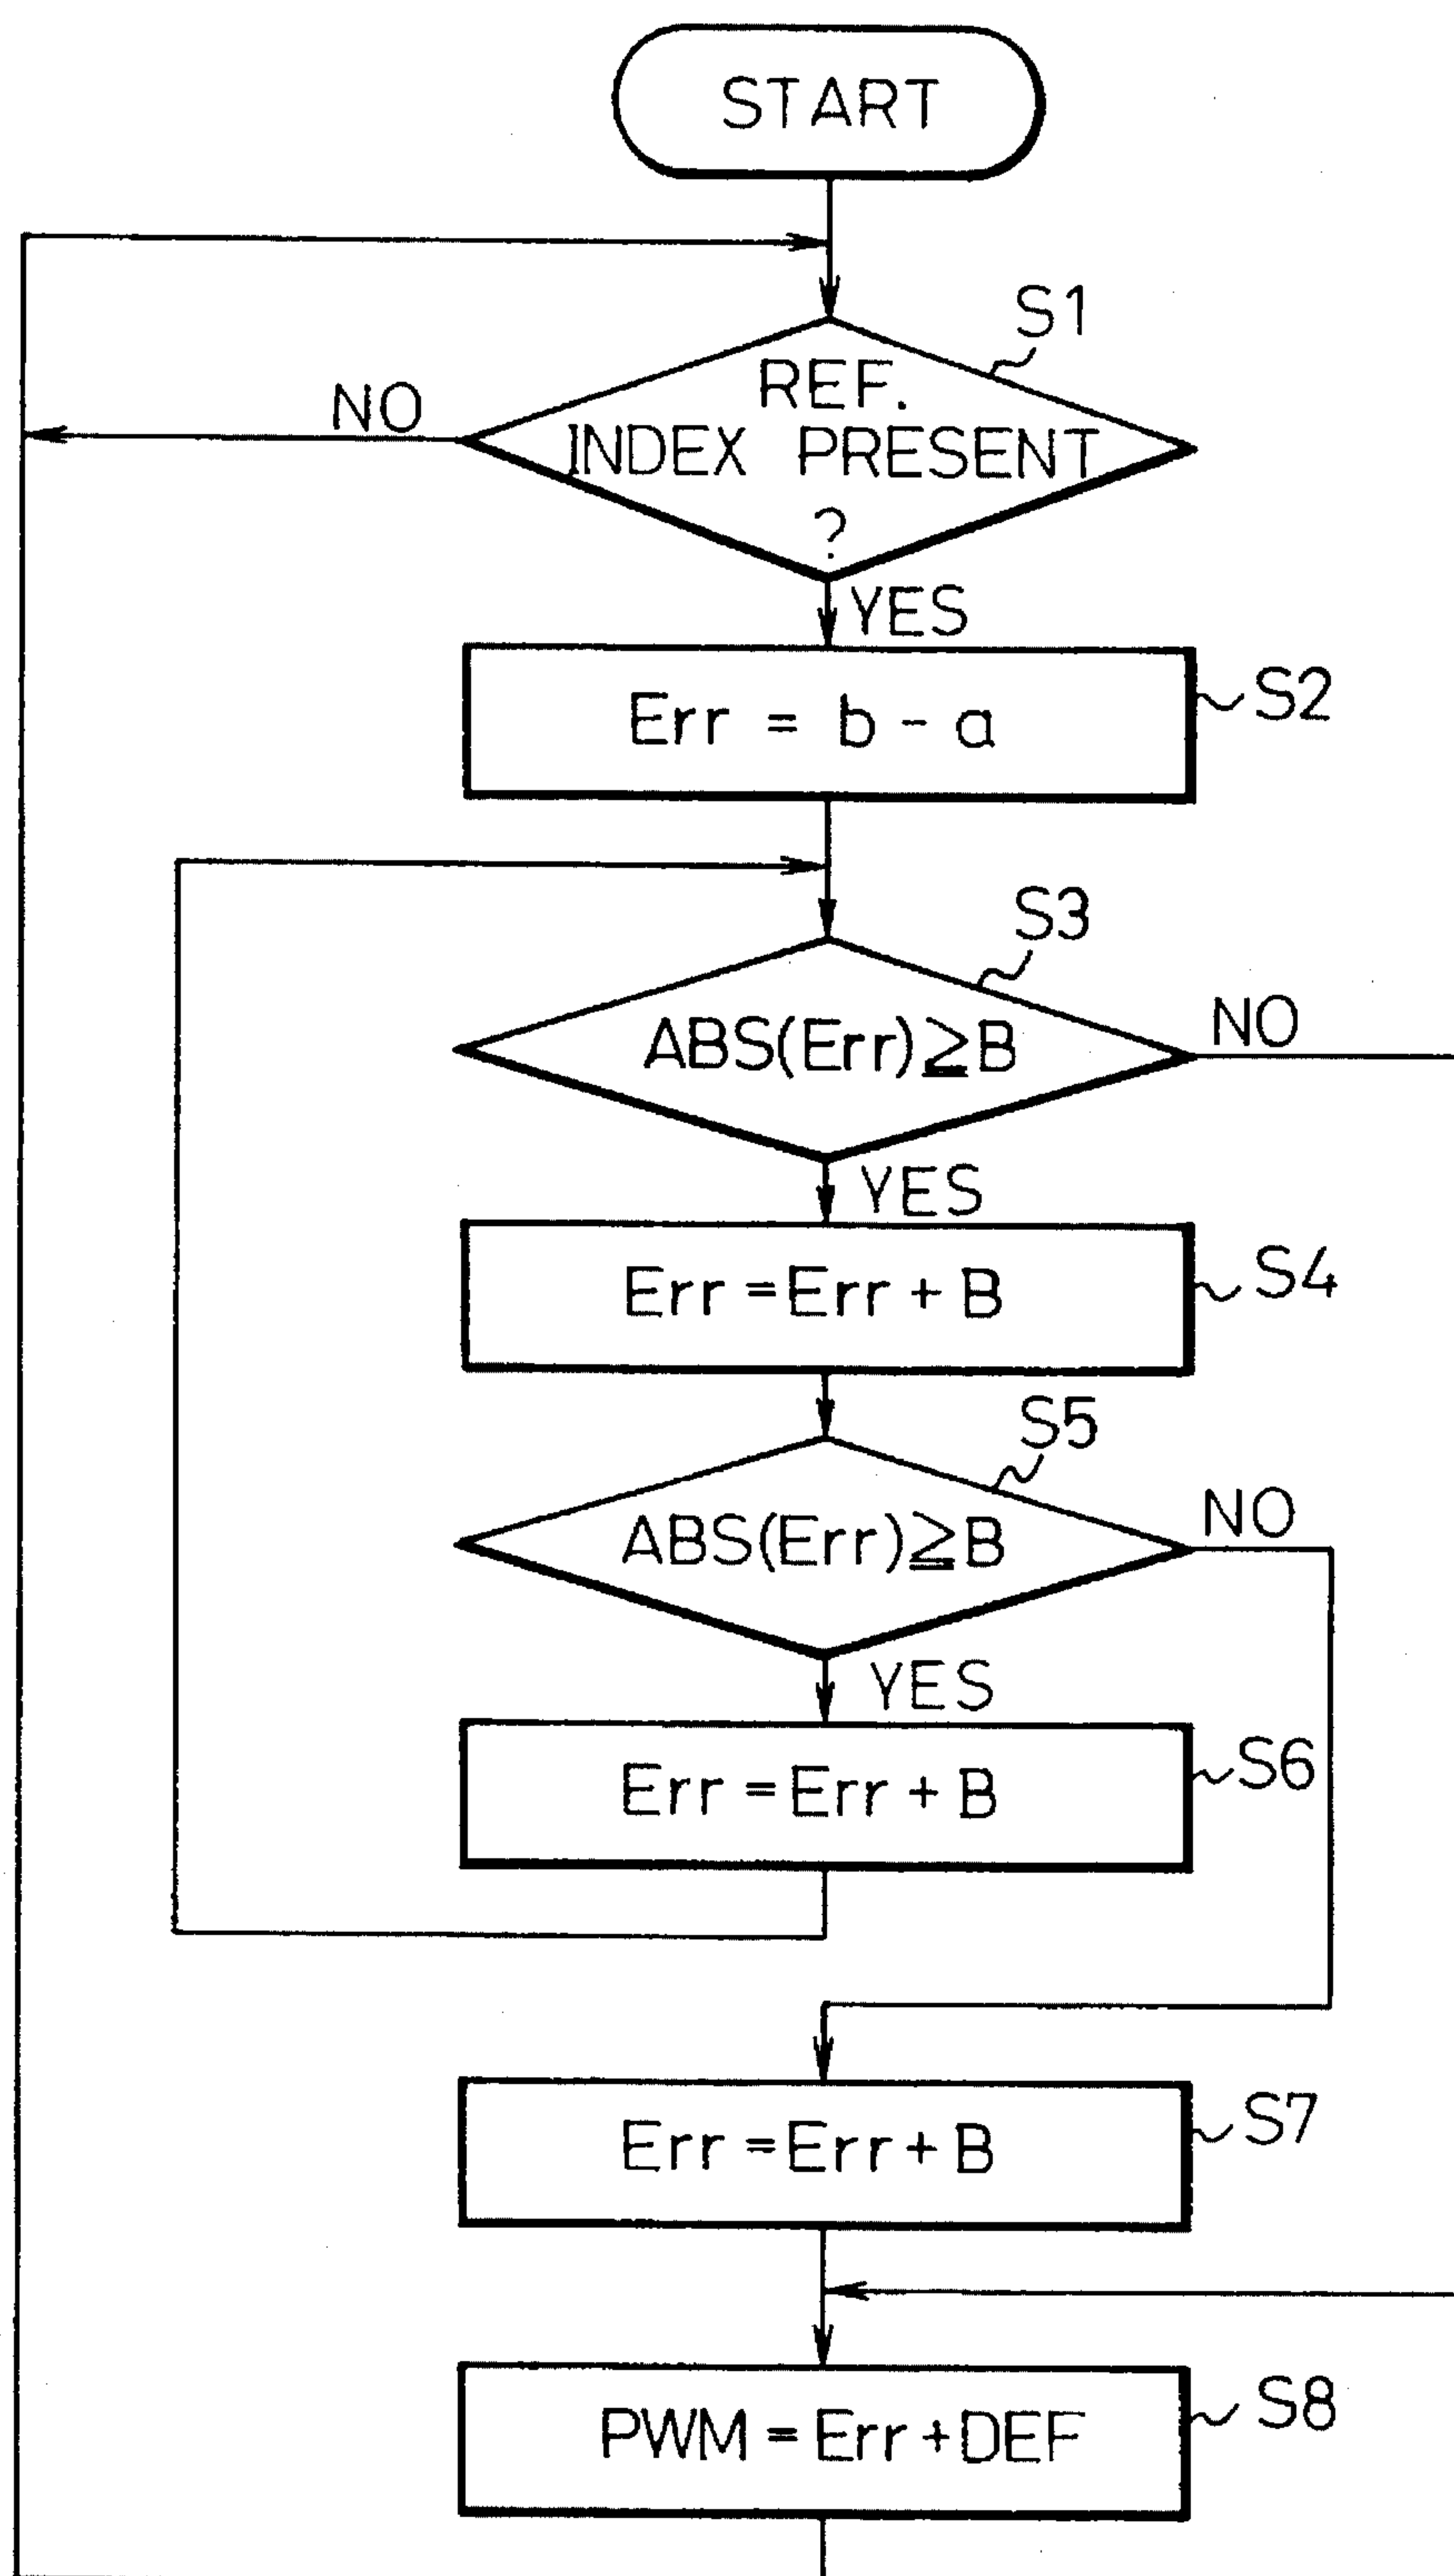 START
S1
NO
REF.
INDEX PRESENT
?
YES
Err = b - a
S2
S3
NO
ABS(Err)≧B
YES
Err = Err + B
S4
S5
NO
ABS(Err)≧B
YES
Err = Err + B
S6
Err = Err + B
S7
PWM = Err + DEF
S8